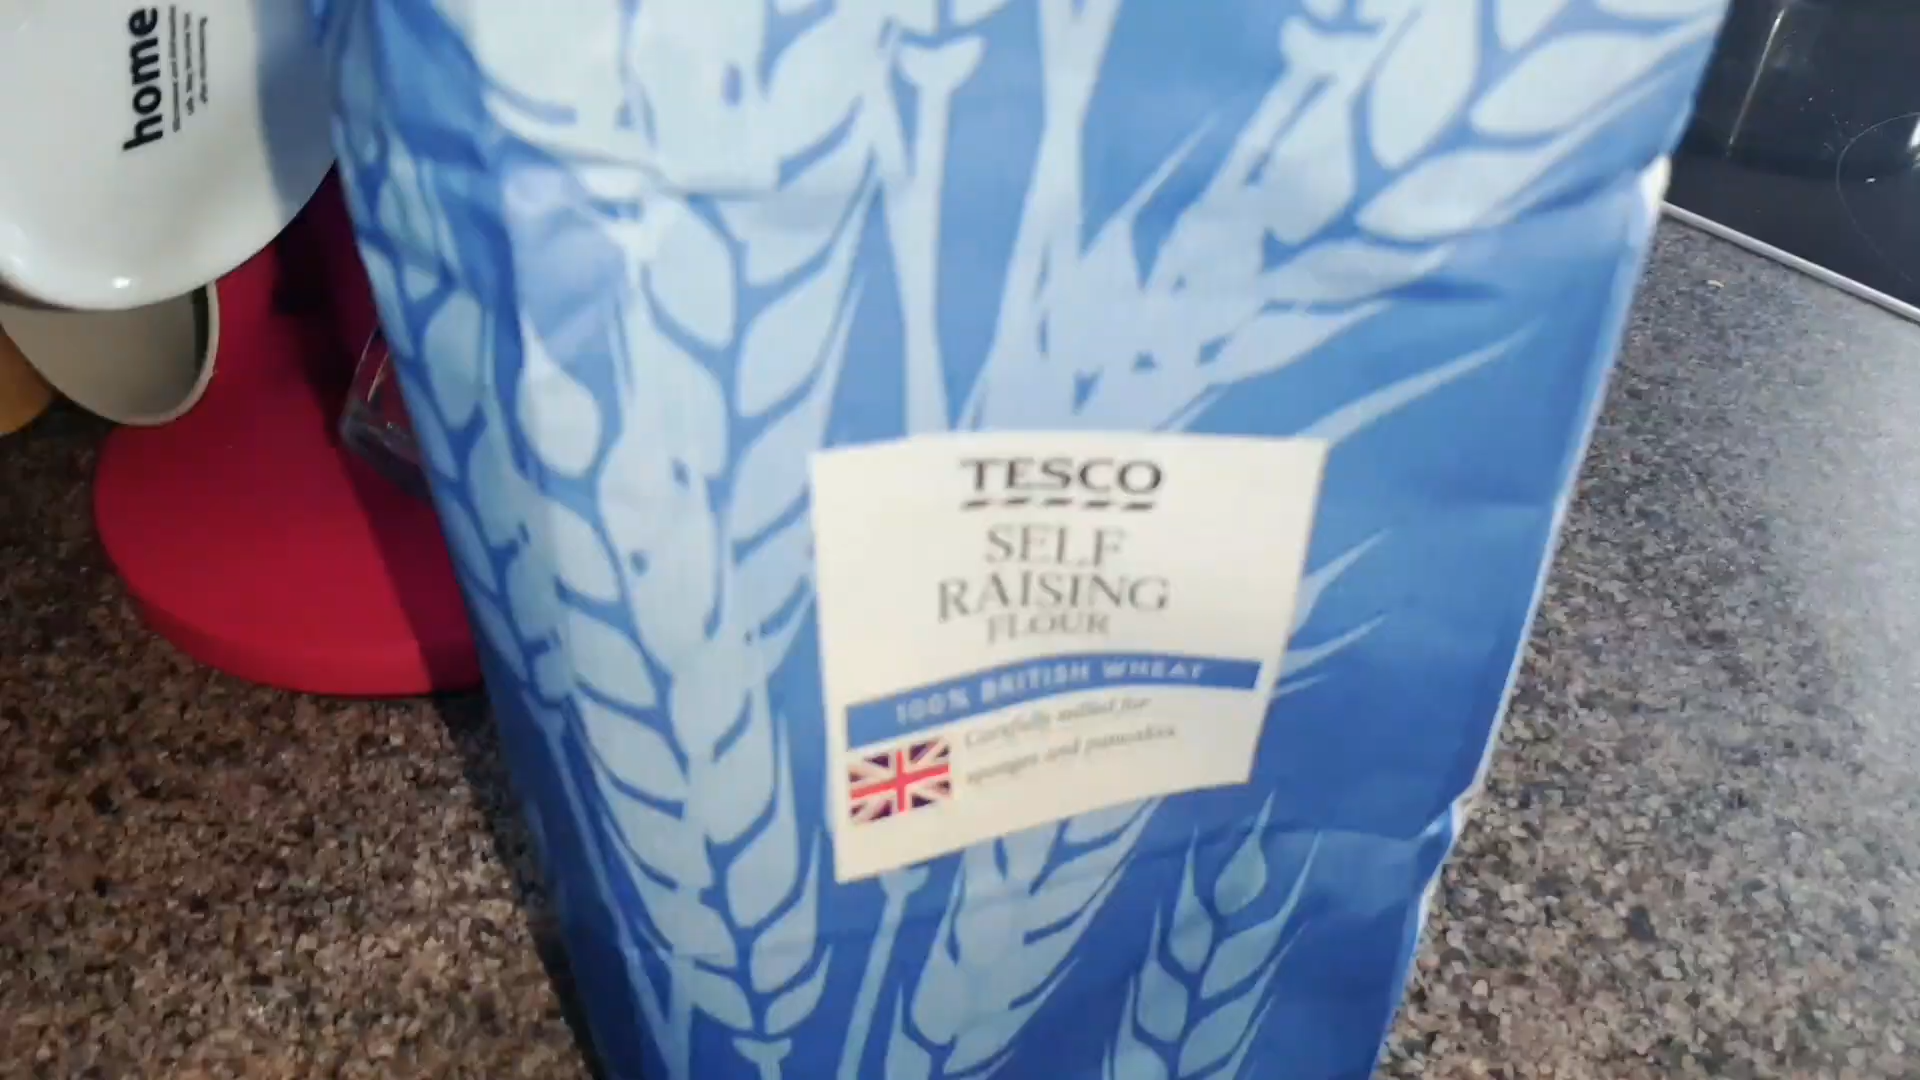 home
TESCO
SELF
RAISING
FLOUR
100% BRITISH WHEAT
Carefully milled for
sponges and pancakes